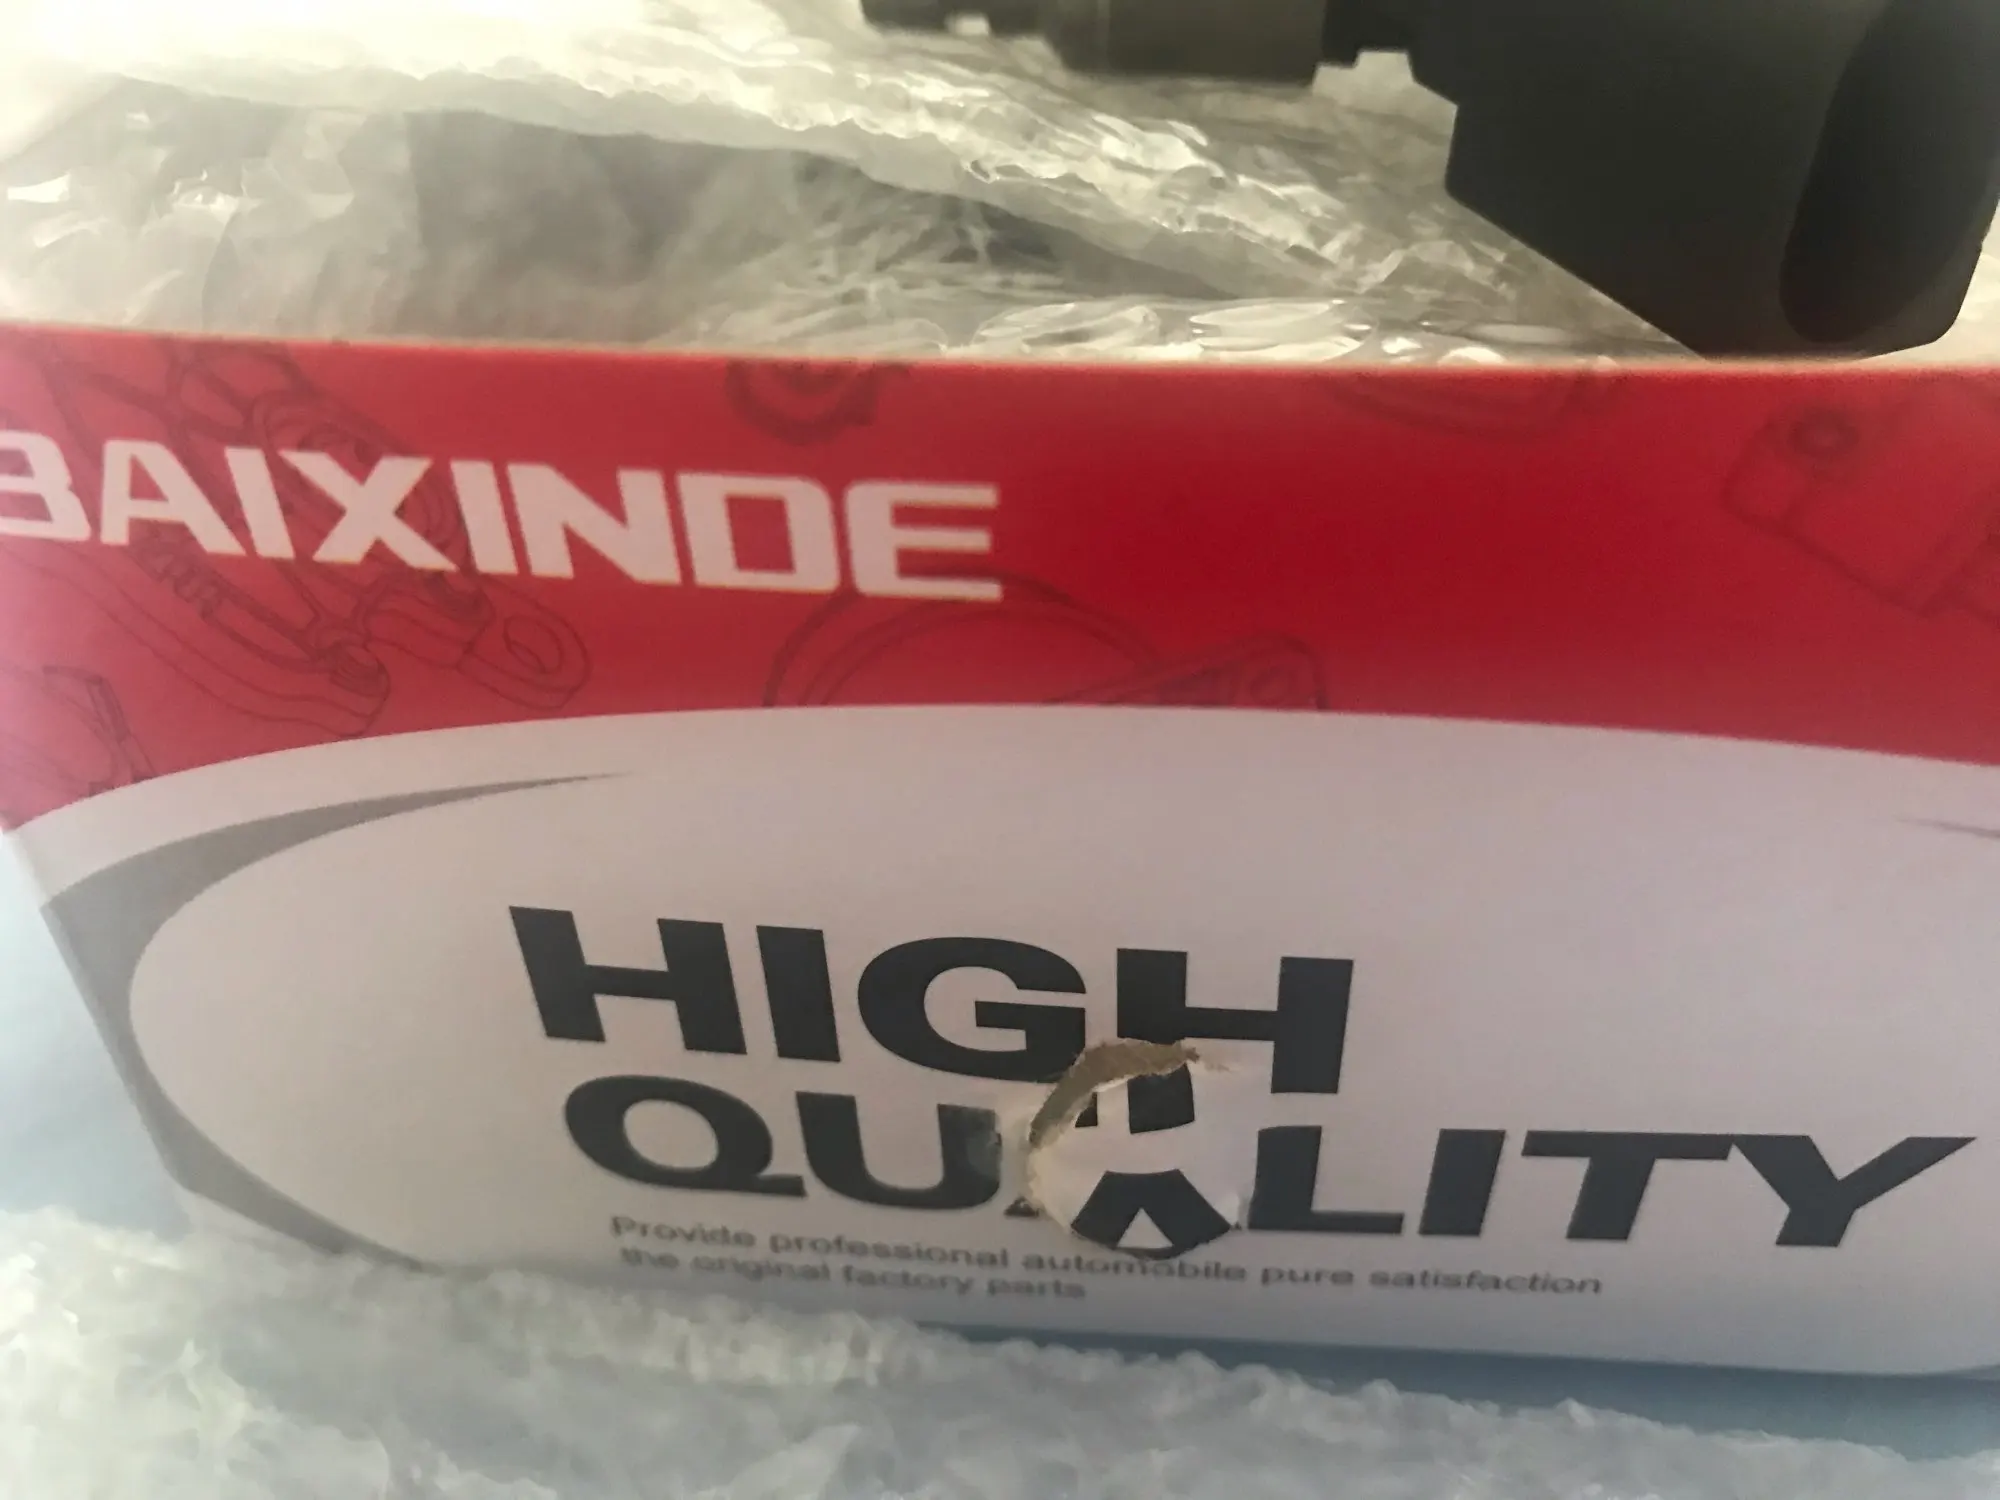 BAIXINDE
HIGH
QUALITY
Provide professional automobile pure satisfaction
the original factory parts